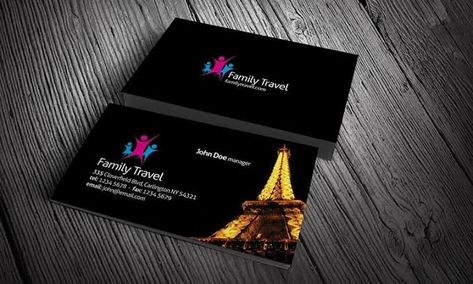 Family Travel
familytravel.com
John Doe manager
Family Travel
335 Cloverfield Blvd, Carlington NY 54321
tel: 1234 5678 - fax: 1234 5679
email: john@email.com